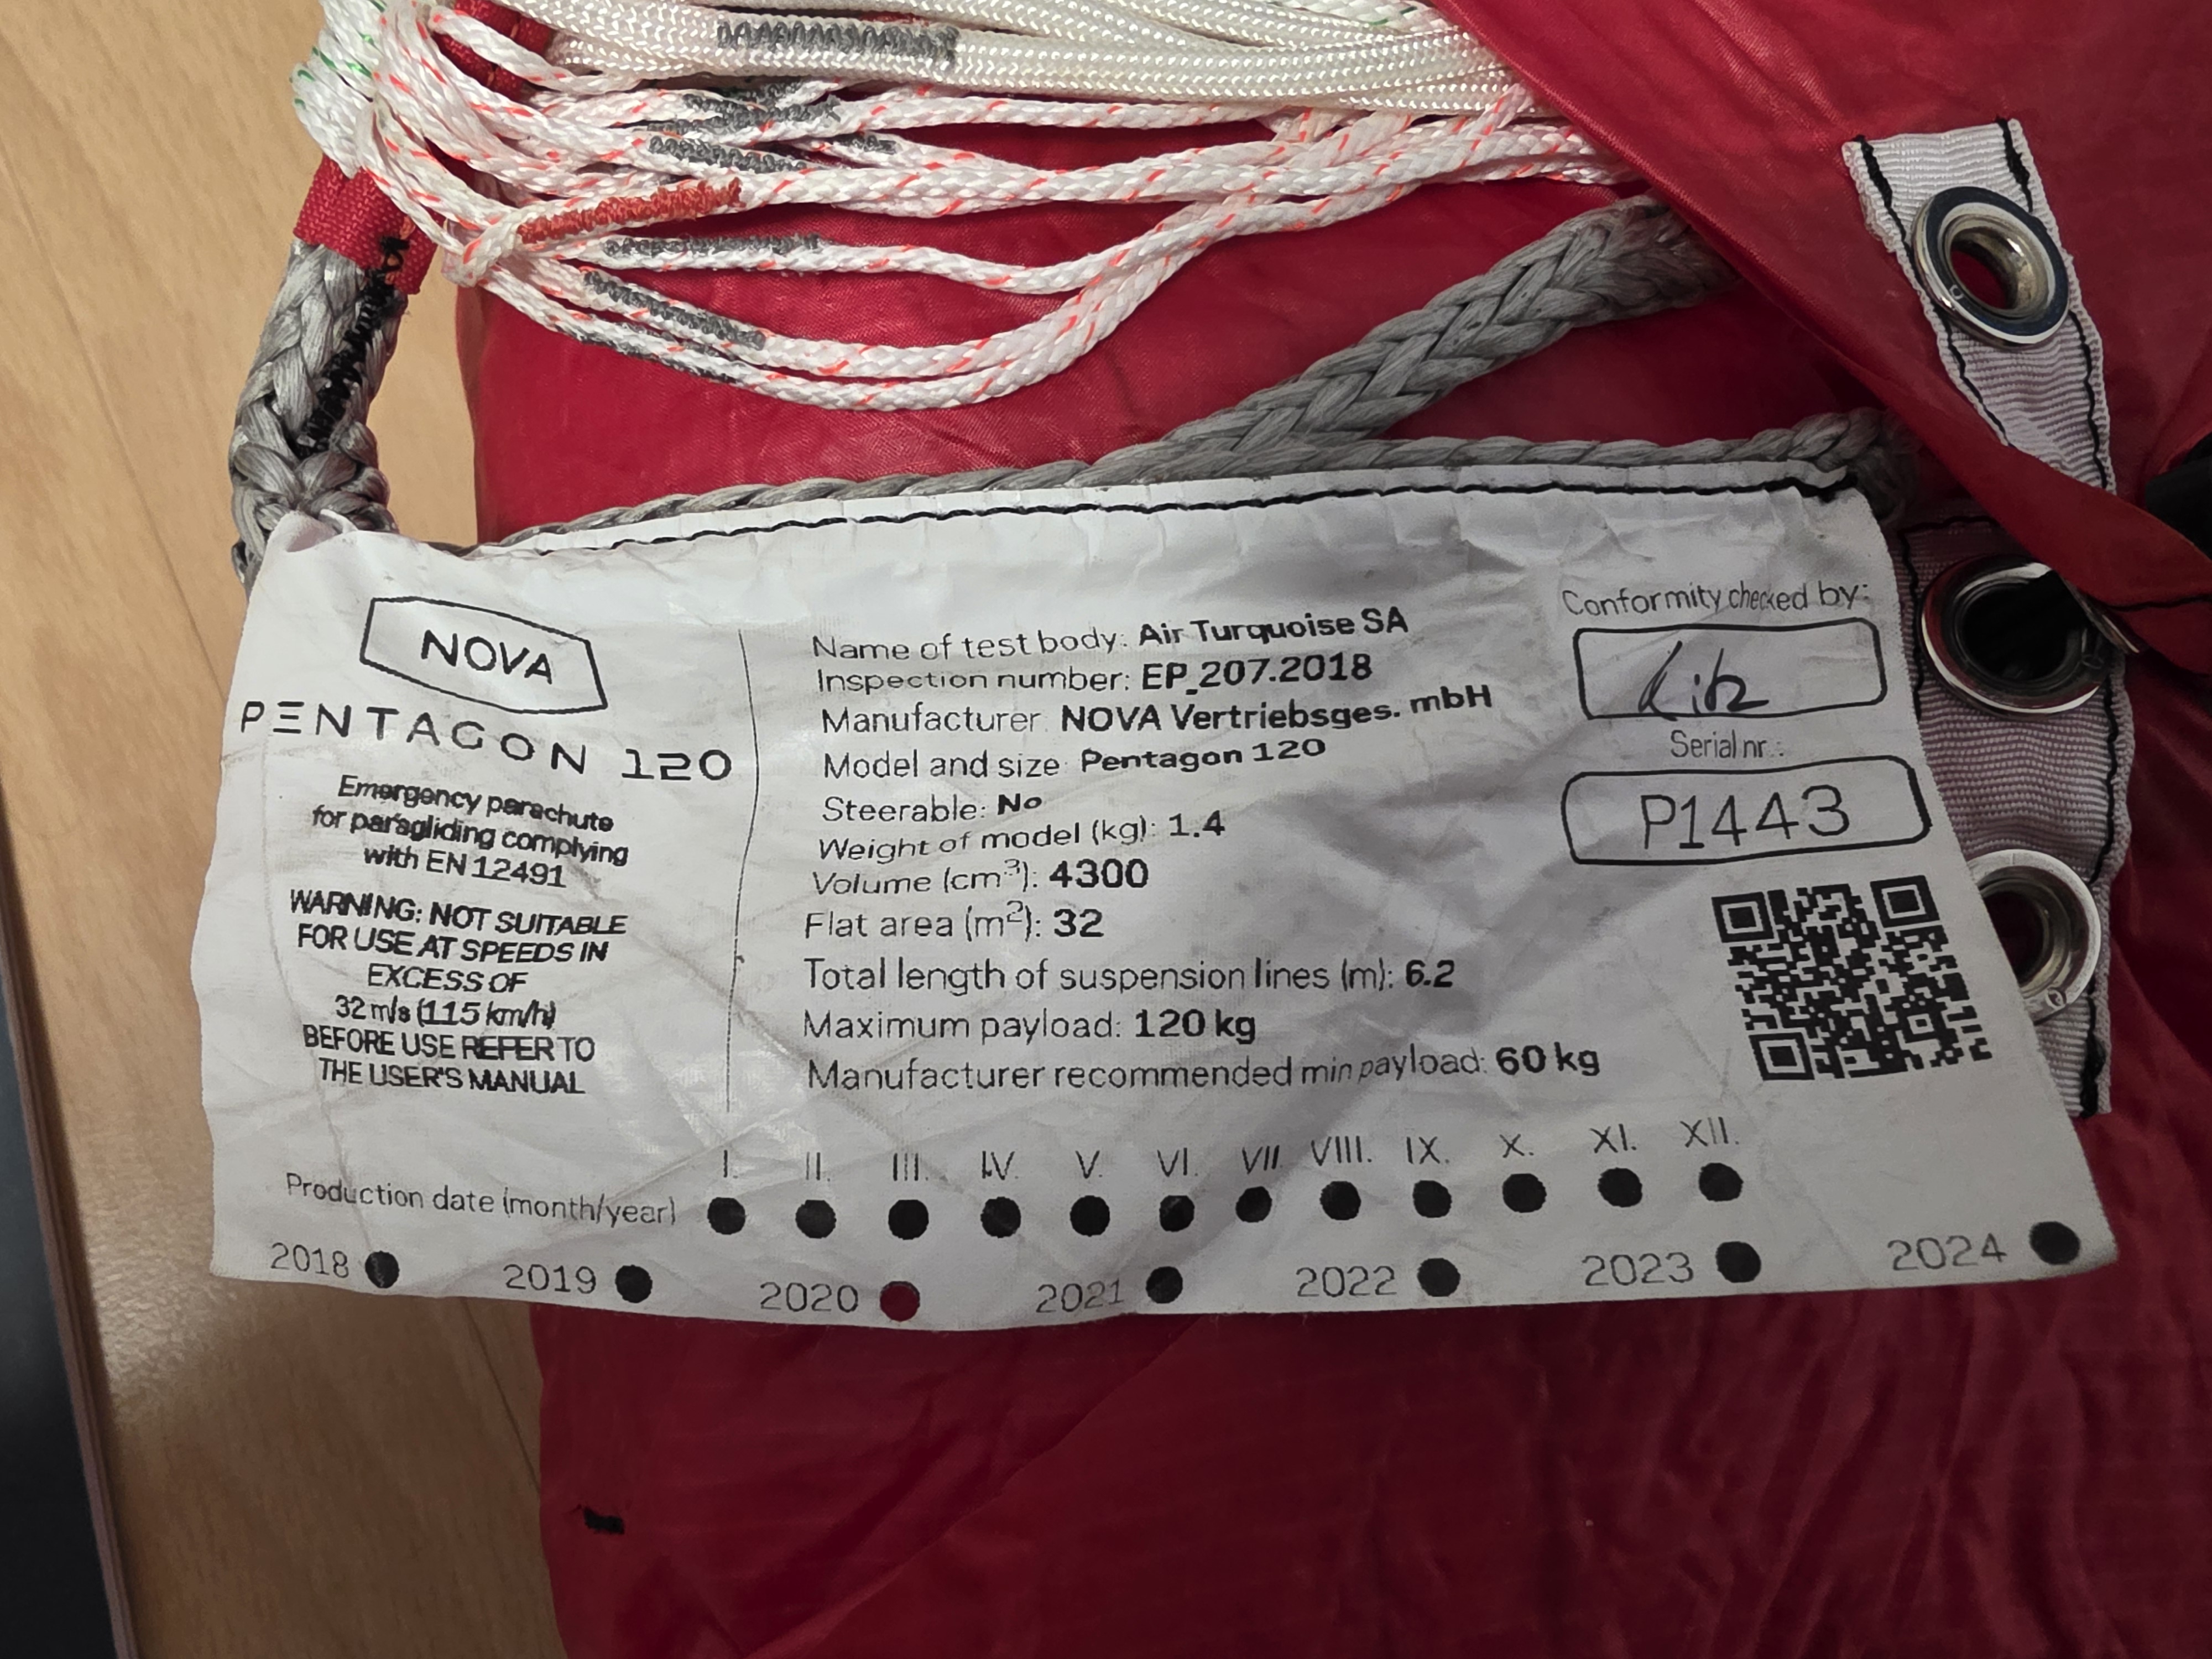 NOVA
PENTAGON 120
Emergency parachute
for paragliding complying
with EN 12491
WARNING: NOT SUITABLE
FOR USE AT SPEEDS IN
EXCESS OF
32 m/s (115 km/h)
BEFORE USE REFER TO
THE USER'S MANUAL
Name of test body: Air Turquoise SA
Inspection number: EP_207.2018
Manufacturer: NOVA Vertriebsges. mbH
Model and size: Pentagon 120
Steerable: No
Weight of model (kg): 1.4
Volume (cm³): 4300
Flat area (m²): 32
Total length of suspension lines (m): 6.2
Maximum payload: 120 kg
Manufacturer recommended min payload: 60 kg
Conformity checked by:
Serial nr.:
P1443
I. II. III. IV. V. VI. VII. VIII. IX. X. XI. XII.
Production date (month/year)
2018 2019 2020 2021 2022 2023 2024